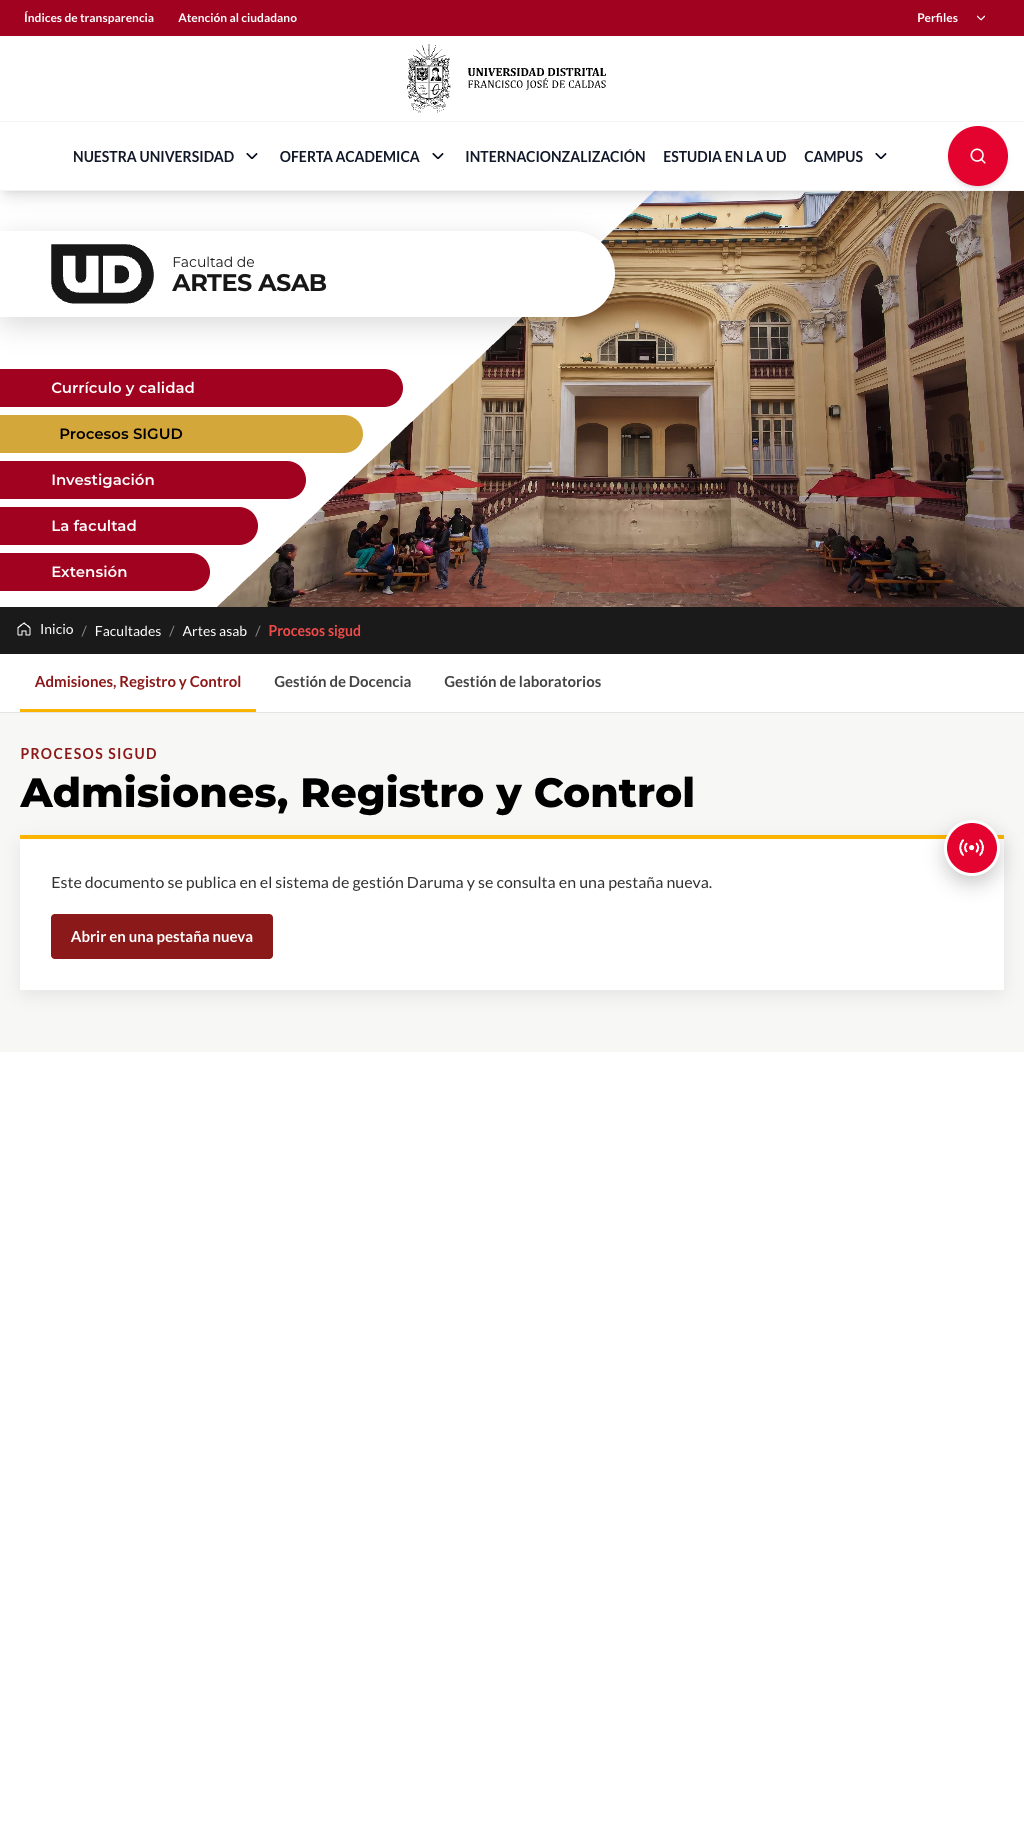 Índices de transparencia
Atención al ciudadano
Perfiles
UNIVERSIDAD DISTRITAL
FRANCISCO JOSÉ DE CALDAS
NUESTRA UNIVERSIDAD
OFERTA ACADEMICA
INTERNACIONZALIZACIÓN
ESTUDIA EN LA UD
CAMPUS
UD
Facultad de
ARTES ASAB
Currículo y calidad
Procesos SIGUD
Investigación
La facultad
Extensión
Inicio / Facultades / Artes asab / Procesos sigud
Admisiones, Registro y Control
Gestión de Docencia
Gestión de laboratorios
PROCESOS SIGUD
Admisiones, Registro y Control
Este documento se publica en el sistema de gestión Daruma y se consulta en una pestaña nueva.
Abrir en una pestaña nueva